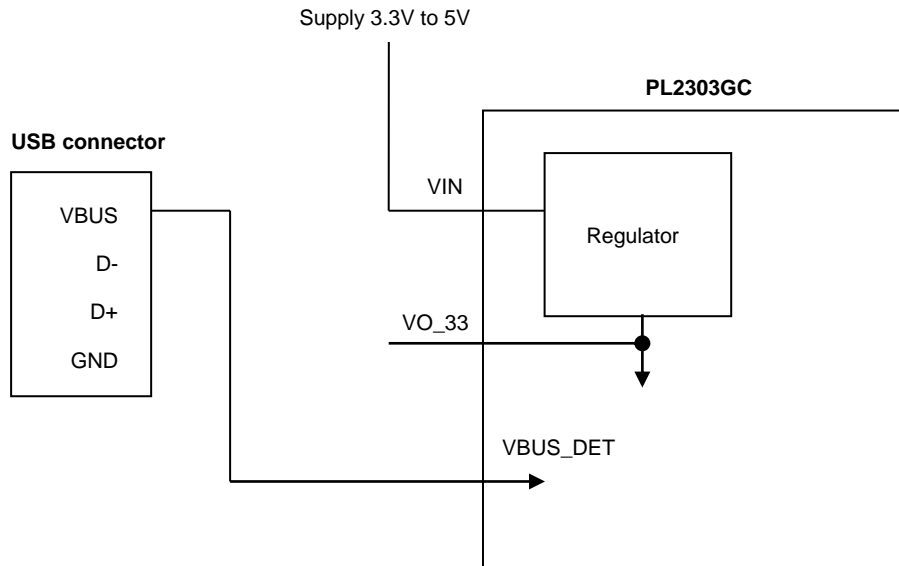 Supply 3.3V to 5V
PL2303GC
USB connector
VIN
VBUS
Regulator
D-
D+
VO_33
GND
VBUS_DET